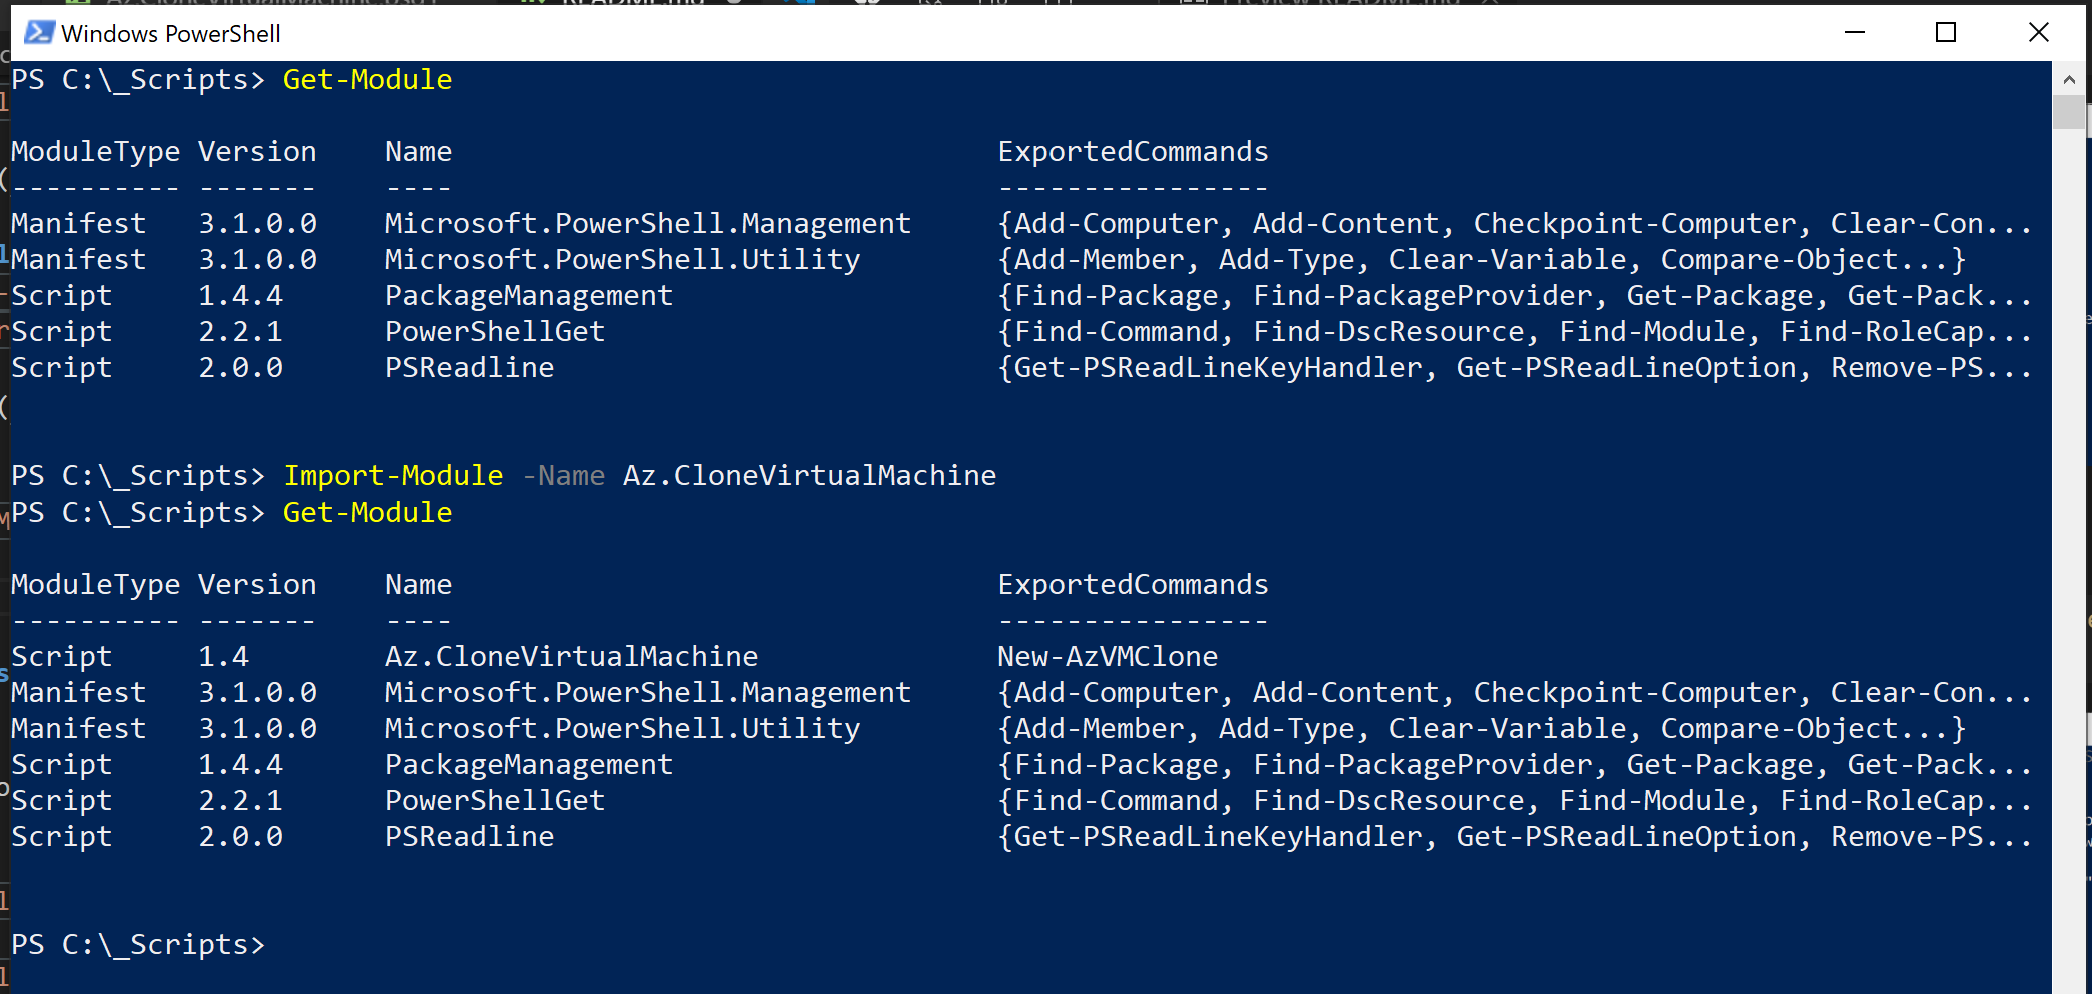 Windows PowerShell
PS C:\_Scripts> Get-Module
ModuleType Version    Name                                ExportedCommands
---------- -------    ----                                ----------------
Manifest   3.1.0.0    Microsoft.PowerShell.Management     {Add-Computer, Add-Content, Checkpoint-Computer, Clear-Con...
Manifest   3.1.0.0    Microsoft.PowerShell.Utility        {Add-Member, Add-Type, Clear-Variable, Compare-Object...}
Script     1.4.4      PackageManagement                   {Find-Package, Find-PackageProvider, Get-Package, Get-Pack...
Script     2.2.1      PowerShellGet                       {Find-Command, Find-DscResource, Find-Module, Find-RoleCap...
Script     2.0.0      PSReadline                          {Get-PSReadLineKeyHandler, Get-PSReadLineOption, Remove-PS...
PS C:\_Scripts> Import-Module -Name Az.CloneVirtualMachine
PS C:\_Scripts> Get-Module
ModuleType Version    Name                                ExportedCommands
---------- -------    ----                                ----------------
Script     1.4        Az.CloneVirtualMachine              New-AzVMClone
Manifest   3.1.0.0    Microsoft.PowerShell.Management     {Add-Computer, Add-Content, Checkpoint-Computer, Clear-Con...
Manifest   3.1.0.0    Microsoft.PowerShell.Utility        {Add-Member, Add-Type, Clear-Variable, Compare-Object...}
Script     1.4.4      PackageManagement                   {Find-Package, Find-PackageProvider, Get-Package, Get-Pack...
Script     2.2.1      PowerShellGet                       {Find-Command, Find-DscResource, Find-Module, Find-RoleCap...
Script     2.0.0      PSReadline                          {Get-PSReadLineKeyHandler, Get-PSReadLineOption, Remove-PS...
PS C:\_Scripts>